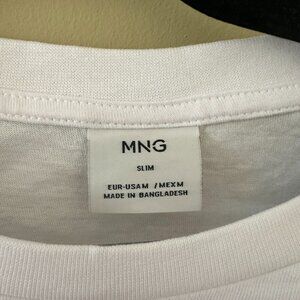 MNG
SLIM
EUR-USAM /MEXM
MADE IN BANGLADESH